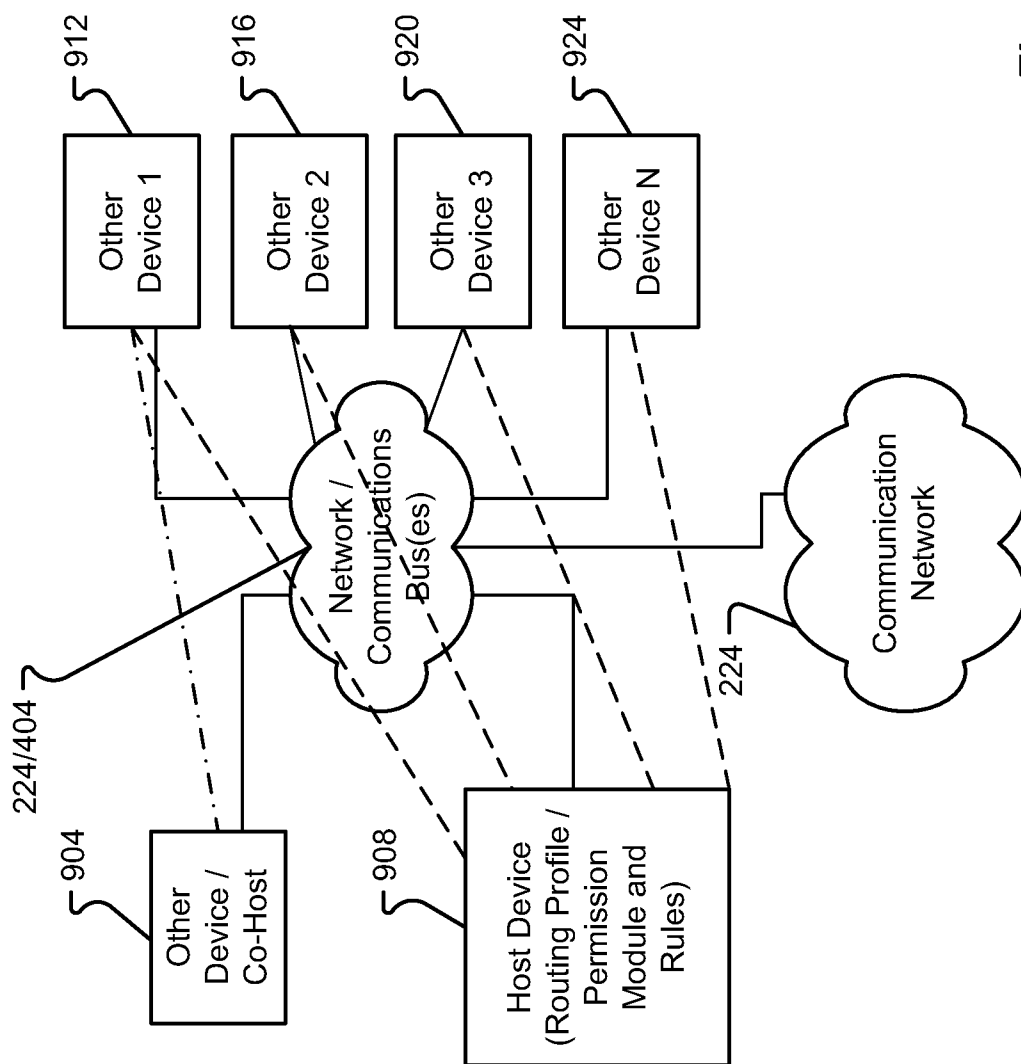 908
904
Host Device
(Routing Profile /
Permission
Module and
Rules)
Other
Device /
Co-Host
224/404
224
Communication
Network
Network /
Communications
Bus(es)
924
920
916
912
Other
Device N
Other
Device 3
Other
Device 2
Other
Device 1